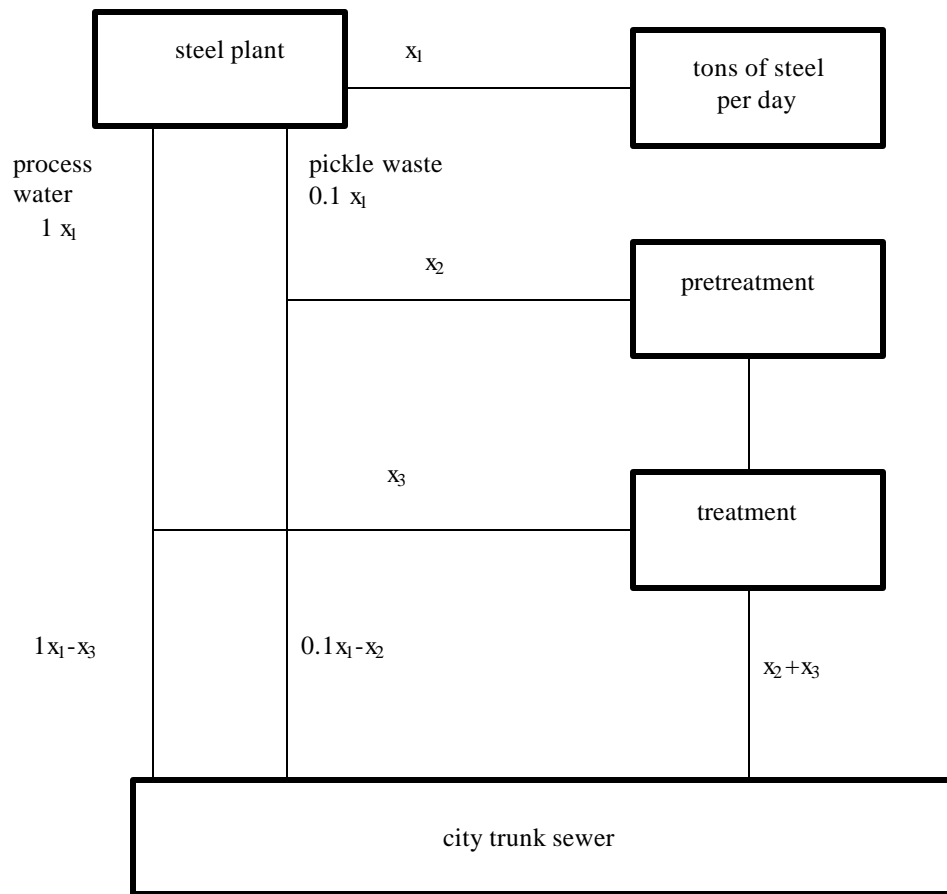 steel plant
x₁
tons of steel
per day
process
water
1 x₁
pickle waste
0.1 x₁
x₂
pretreatment
x₃
treatment
1x₁-x₃
0.1x₁-x₂
x₂+x₃
city trunk sewer